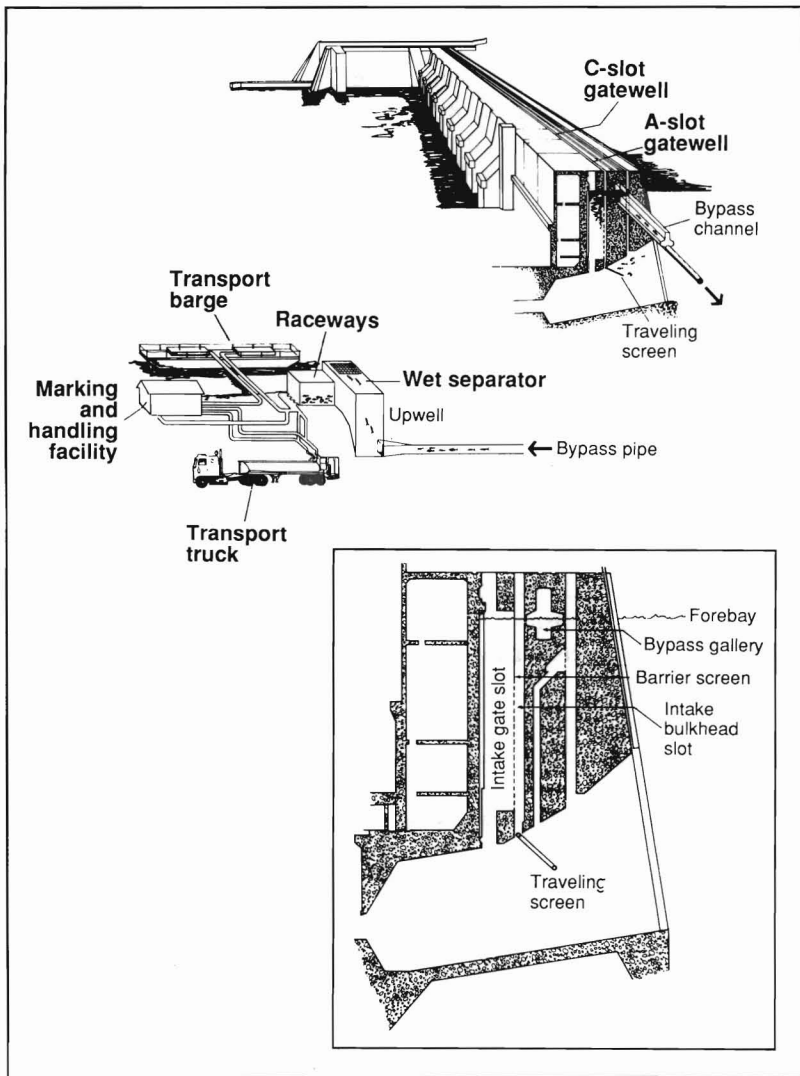 C-slot
gatewell
A-slot
gatewell
Bypass
channel
Traveling
screen
Transport
barge
Raceways
Wet separator
Marking
and
handling
facility
Upwell
Bypass pipe
Transport
truck
Forebay
Bypass gallery
Barrier screen
Intake
bulkhead
slot
Intake gate slot
Traveling
screen